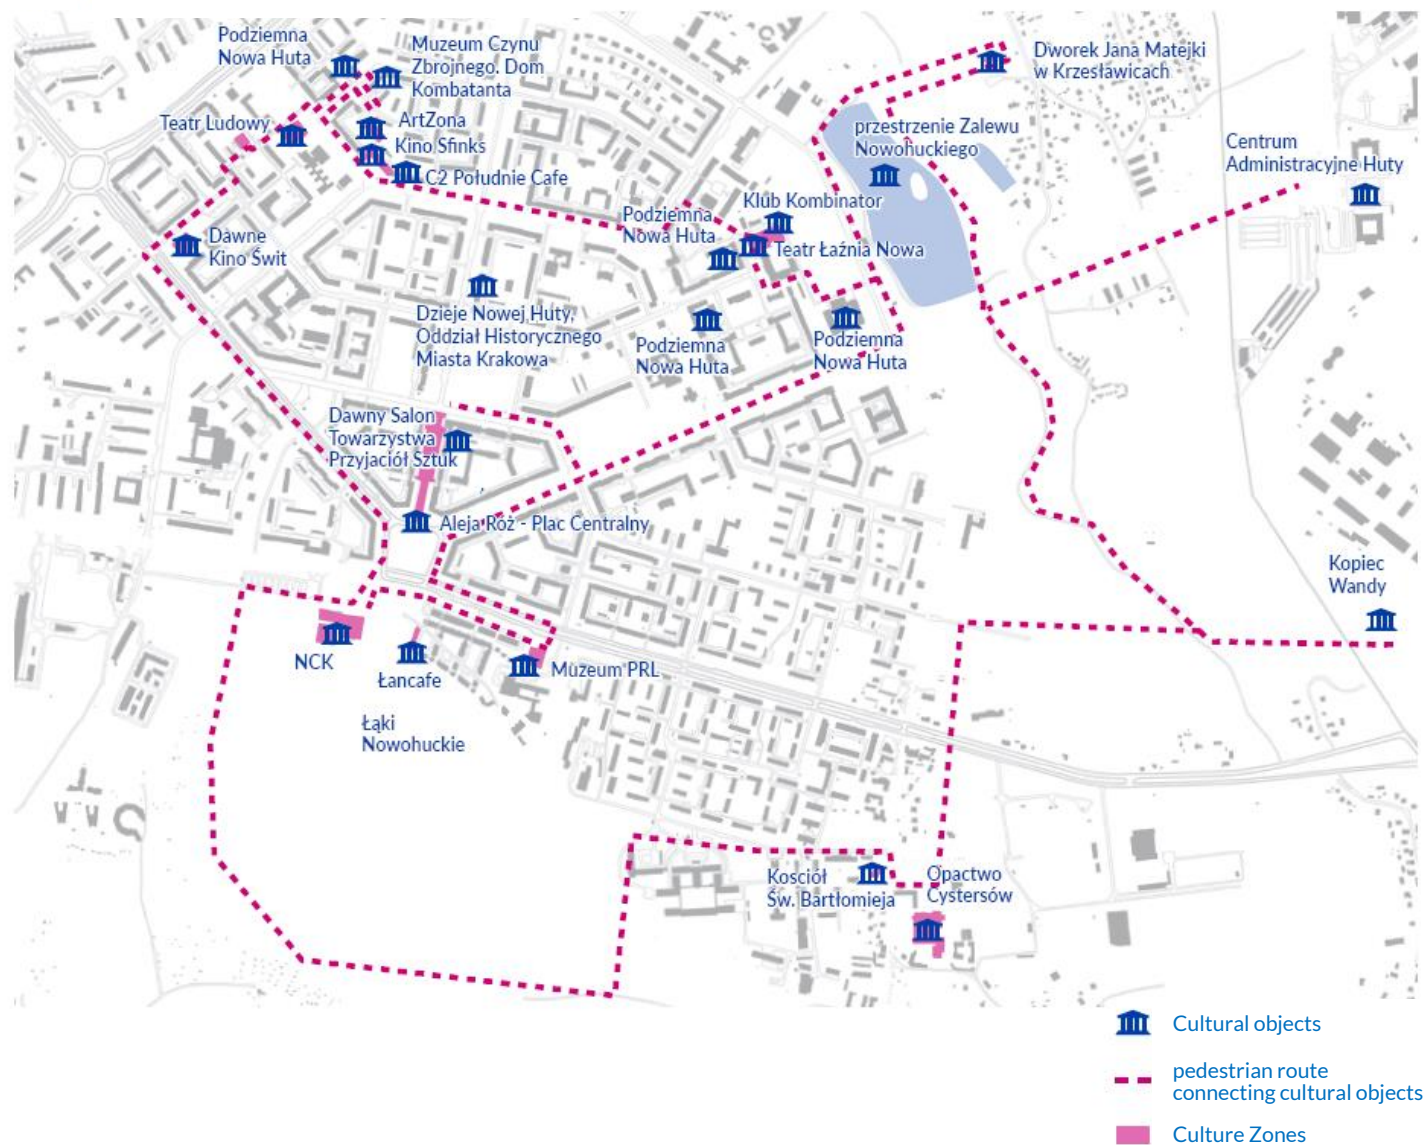 Podziemna
Nowa Huta
Muzeum Czynu
Zbrojnego. Dom
Kombatanta
Dworek Jana Matejki
w Krzesławicach
Teatr Ludowy
ArtZona
Kino Sfinks
C2 Południe Cafe
przestrzenie Zalewu
Nowohuckiego
Centrum
Administracyjne Huty
Dawne
Kino Świt
Podziemna
Nowa Huta
Klub Kombinator
Teatr Łaźnia Nowa
Dzieje Nowej Huty,
Oddział Historycznego
Miasta Krakowa
Podziemna
Nowa Huta
Podziemna
Nowa Huta
Dawny Salon
Towarzystwa
Przyjaciół Sztuk
Aleja Róż - Plac Centralny
Kopiec
Wandy
NCK
Łancafe
Muzeum PRL
Łąki
Nowohuckie
Kosciół
Św. Bartłomieja
Opactwo
Cystersów
Cultural objects
pedestrian route
connecting cultural objects
Culture Zones